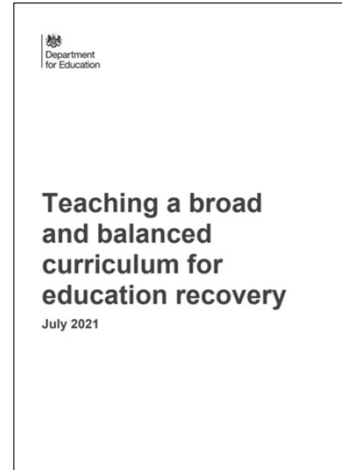 Department
for Education
Teaching a broad
and balanced
curriculum for
education recovery
July 2021